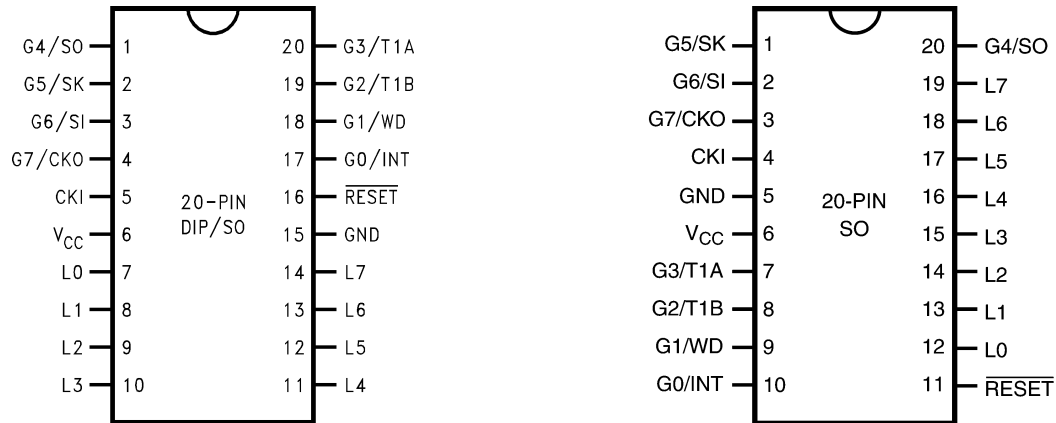 G4/SO 1 20 G3/T1A
G5/SK 2 19 G2/T1B
G6/SI 3 18 G1/WD
G7/CKO 4 17 G0/INT
CKI 5 16 RESET
VCC 6 15 GND
L0 7 14 L7
L1 8 13 L6
L2 9 12 L5
L3 10 11 L4
20-PIN
DIP/SO
G5/SK 1 20 G4/SO
G6/SI 2 19 L7
G7/CKO 3 18 L6
CKI 4 17 L5
GND 5 16 L4
VCC 6 15 L3
G3/T1A 7 14 L2
G2/T1B 8 13 L1
G1/WD 9 12 L0
G0/INT 10 11 RESET
20-PIN
SO